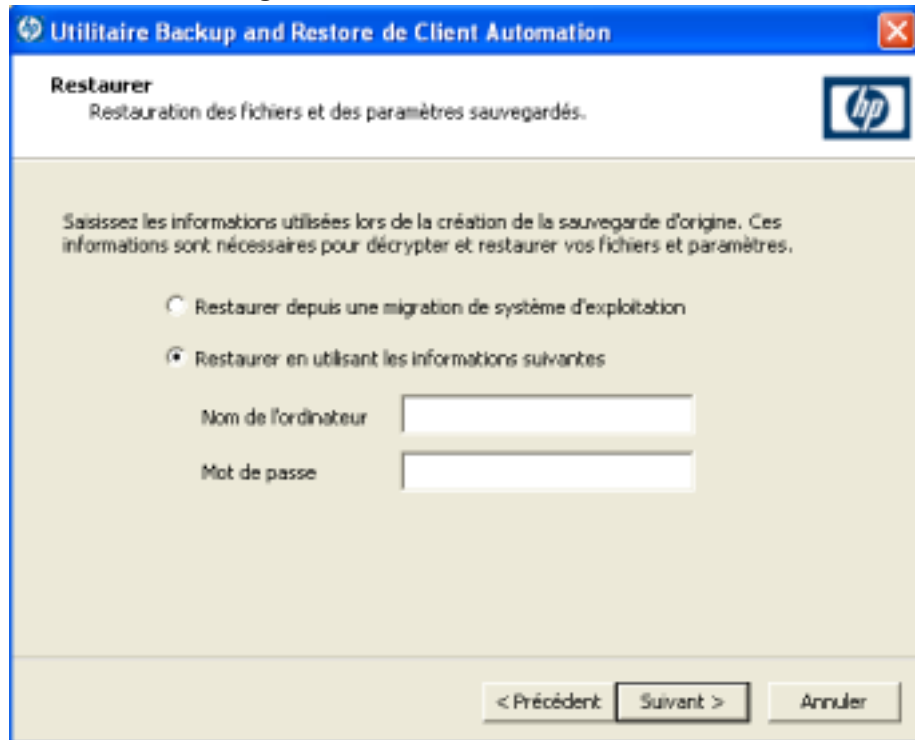 Utilitaire Backup and Restore de Client Automation
Restaurer
Restauration des fichiers et des paramètres sauvegardés.
hp
Saisissez les informations utilisées lors de la création de la sauvegarde d'origine. Ces
informations sont nécessaires pour décrypter et restaurer vos fichiers et paramètres.
Restaurer depuis une migration de système d'exploitation
Restaurer en utilisant les informations suivantes
Nom de l'ordinateur
Mot de passe
< Précédent
Suivant >
Annuler